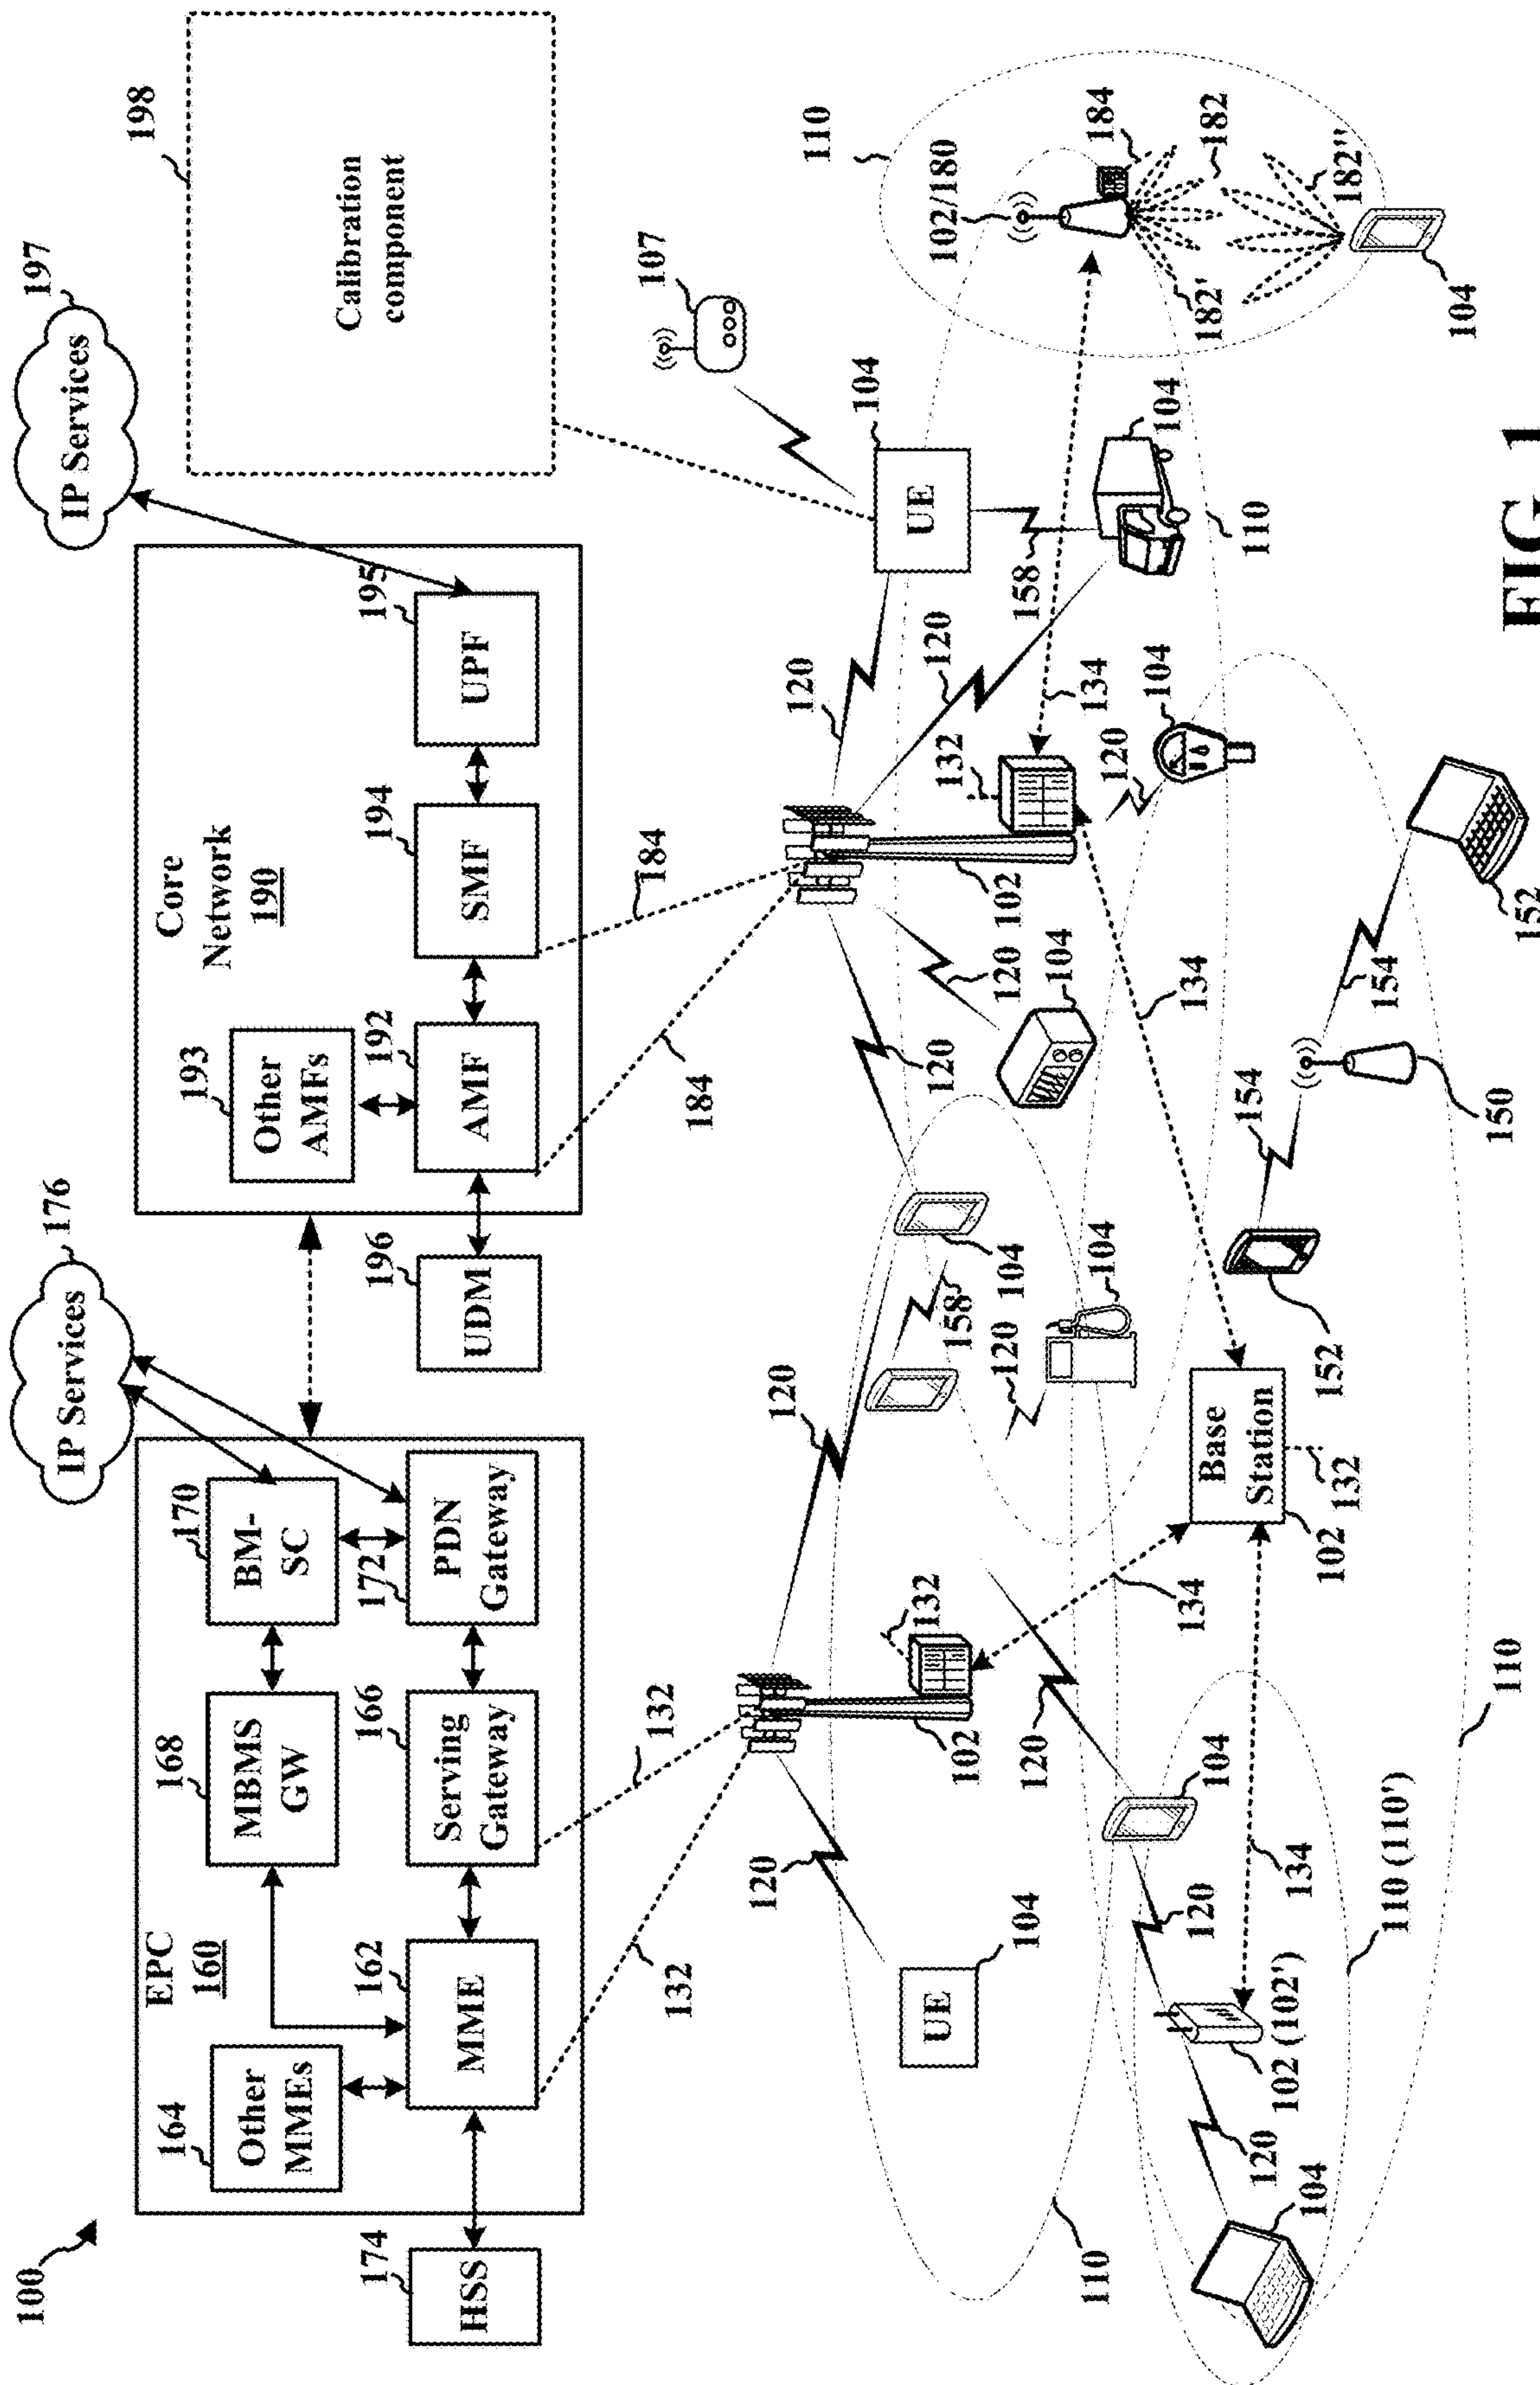 100
EPC
160
164
Other
MMEs
162
MME
168
MBMS
GW
166
Serving
Gateway
170
BM-
SC
172
PDN
Gateway
174
HSS
176
IP Services
Core
Network
190
193
Other
AMFs
192
AMF
194
SMF
195
UPF
196
UDM
197
IP Services
198
Calibration
component
132
132
184
184
120
UE
104
120
158
104
120
104
102
132
134
120
104
120
120
104
102
132
134
120
104
120
120
UE
104
158
104
107
110
102/180
184
182
182'
182"
104
110
134
Base
Station
102
132
134
102 (102')
120
120
104
110 (110')
110
110
152
154
150
154
152
FIG. 1